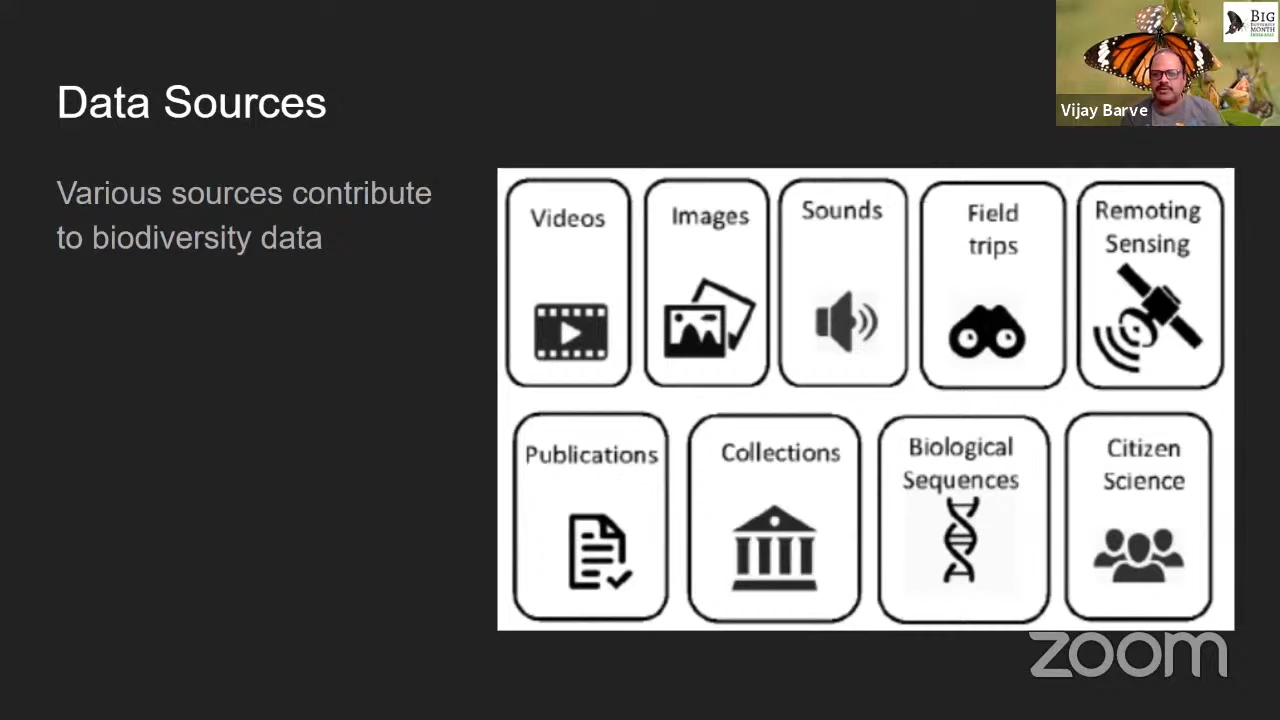 Data Sources
Various sources contribute
to biodiversity data
Videos
Images
Sounds
Field
trips
Remoting
Sensing
Publications
Collections
Biological
Sequences
Citizen
Science
BIG
BUTTERFLY
MONTH
Vijay Barve
zoom